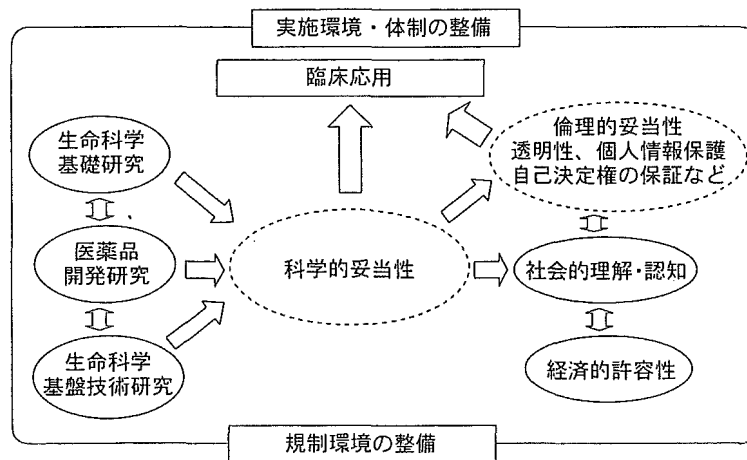 実施環境・体制の整備
臨床応用
生命科学
基礎研究
医薬品
開発研究
生命科学
基盤技術研究
科学的妥当性
倫理的妥当性
透明性、個人情報保護
自己決定権の保証など
社会的理解・認知
経済的許容性
規制環境の整備